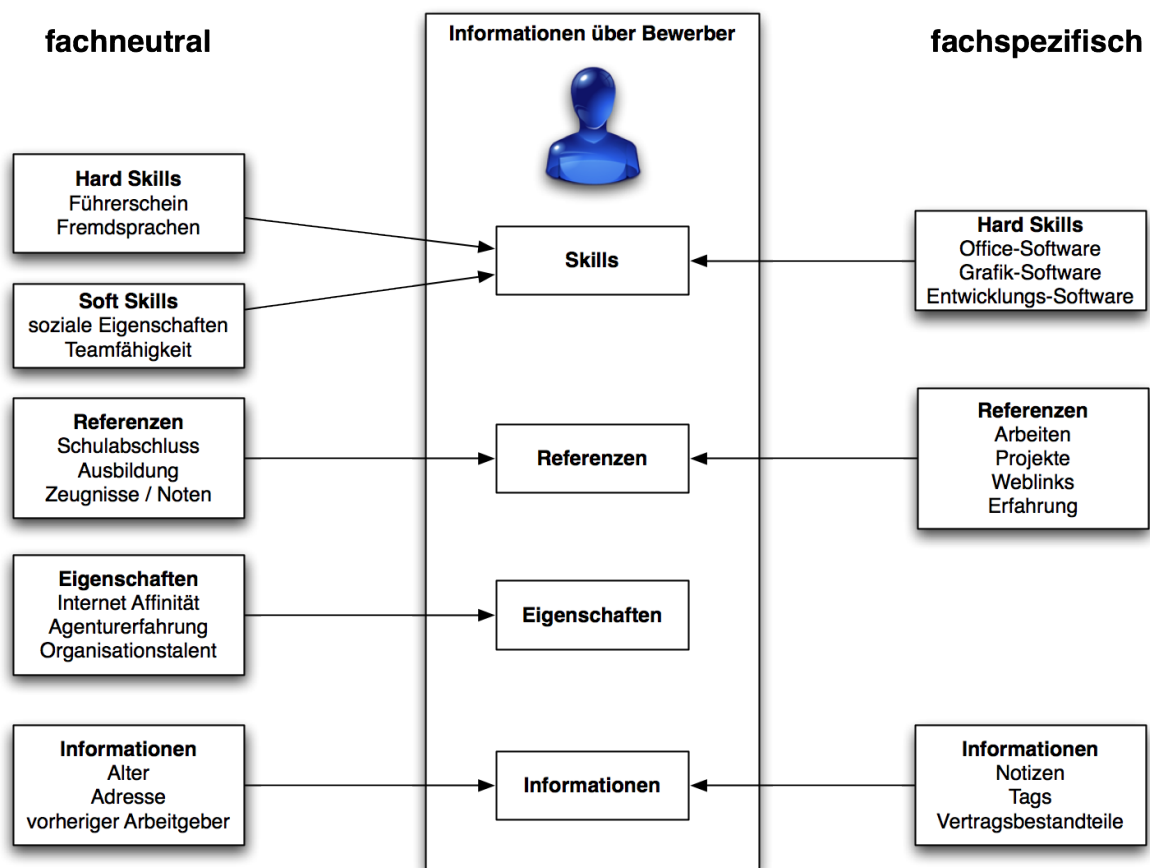 fachneutral
Informationen über Bewerber
fachspezifisch
Hard Skills
Führerschein
Fremdsprachen
Soft Skills
soziale Eigenschaften
Teamfähigkeit
Referenzen
Schulabschluss
Ausbildung
Zeugnisse / Noten
Eigenschaften
Internet Affinität
Agenturerfahrung
Organisationstalent
Informationen
Alter
Adresse
vorheriger Arbeitgeber
Skills
Referenzen
Eigenschaften
Informationen
Hard Skills
Office-Software
Grafik-Software
Entwicklungs-Software
Referenzen
Arbeiten
Projekte
Weblinks
Erfahrung
Informationen
Notizen
Tags
Vertragsbestandteile